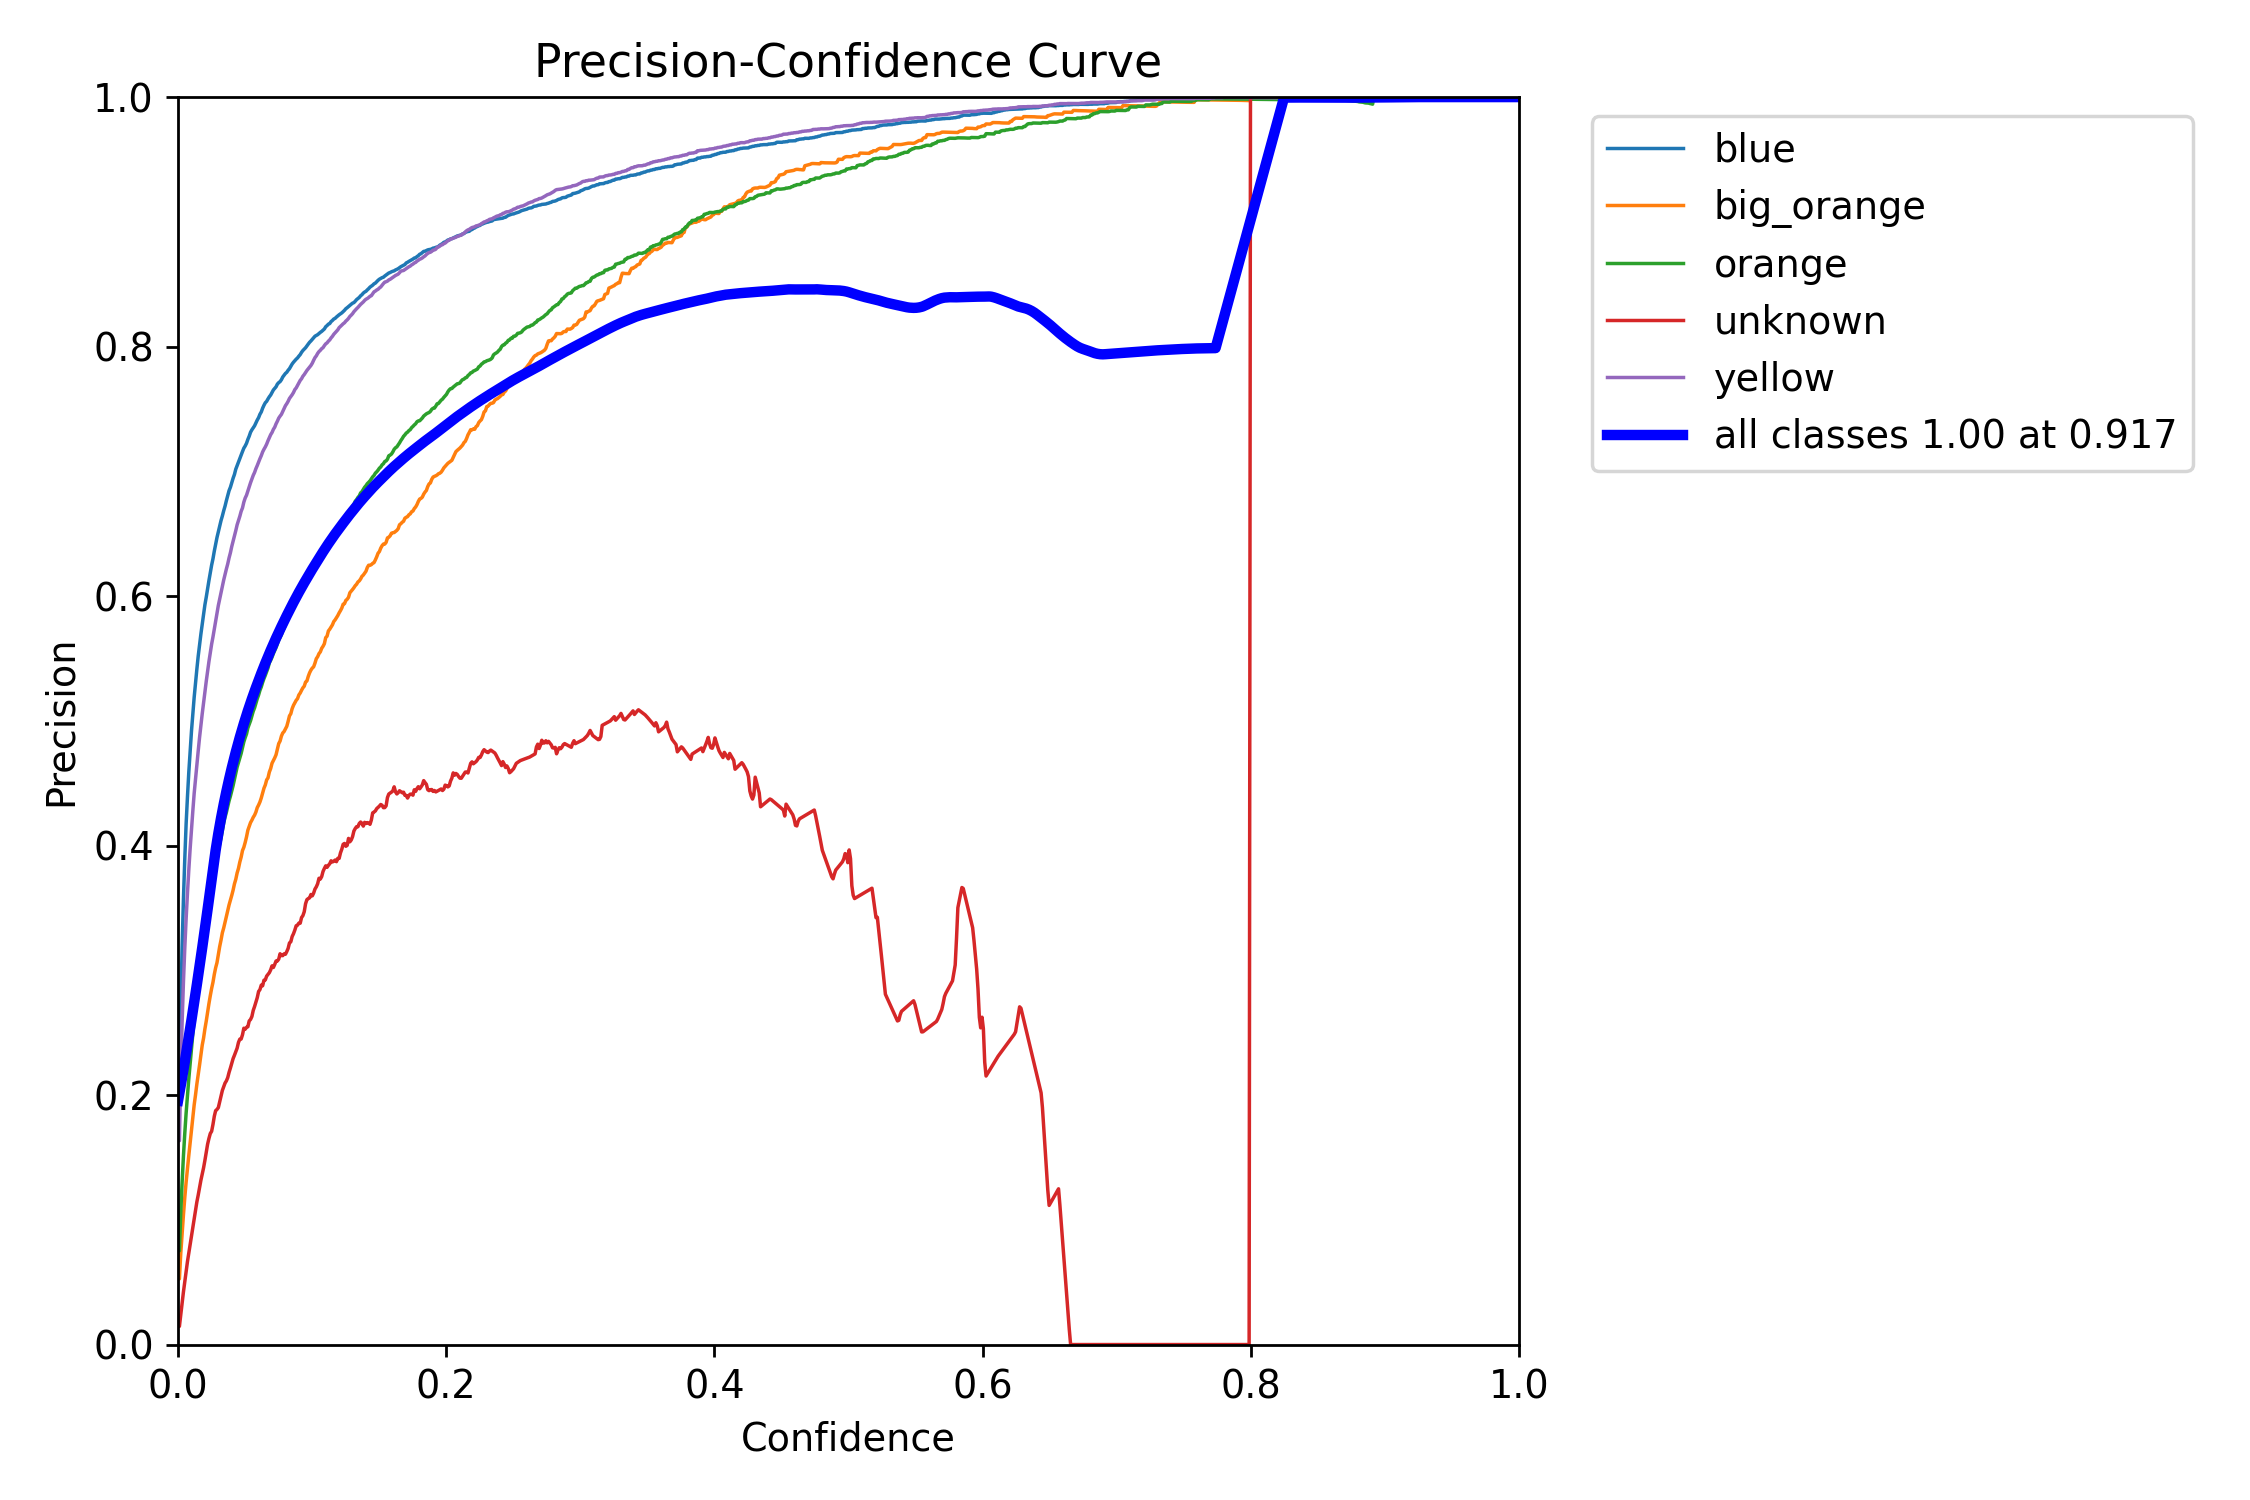 Precision-Confidence Curve
1.0
0.8
0.6
0.4
0.2
0.0
Precision
0.0 0.2 0.4 0.6 0.8 1.0
Confidence
blue
big_orange
orange
unknown
yellow
all classes 1.00 at 0.917